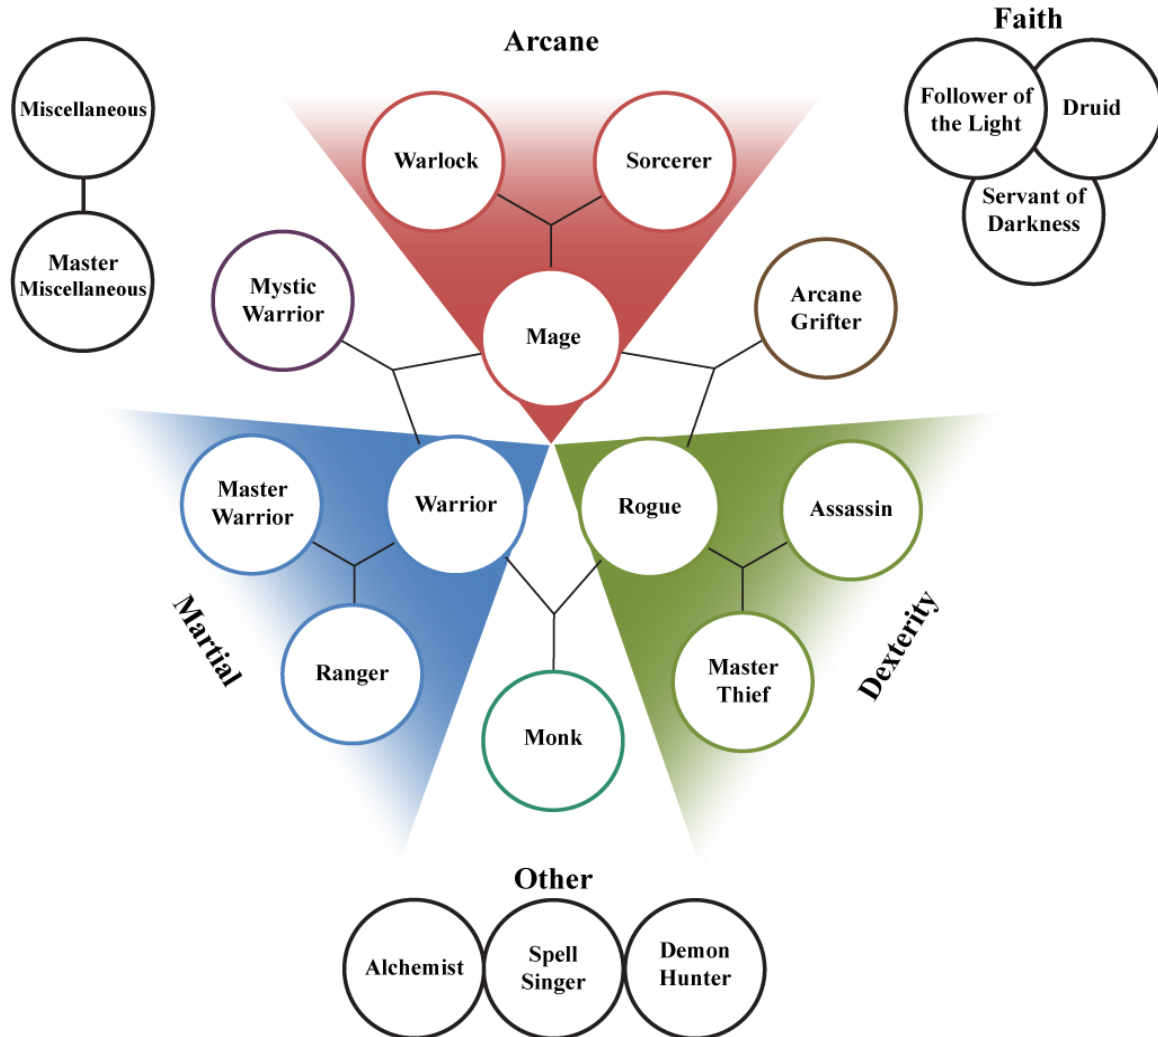 Arcane
Faith
Miscellaneous
Master
Miscellaneous
Warlock
Sorcerer
Follower of
the Light
Druid
Servant of
Darkness
Mystic
Warrior
Mage
Arcane
Grifter
Master
Warrior
Warrior
Rogue
Assassin
Martial
Ranger
Monk
Master
Thief
Dexterity
Other
Alchemist
Spell
Singer
Demon
Hunter